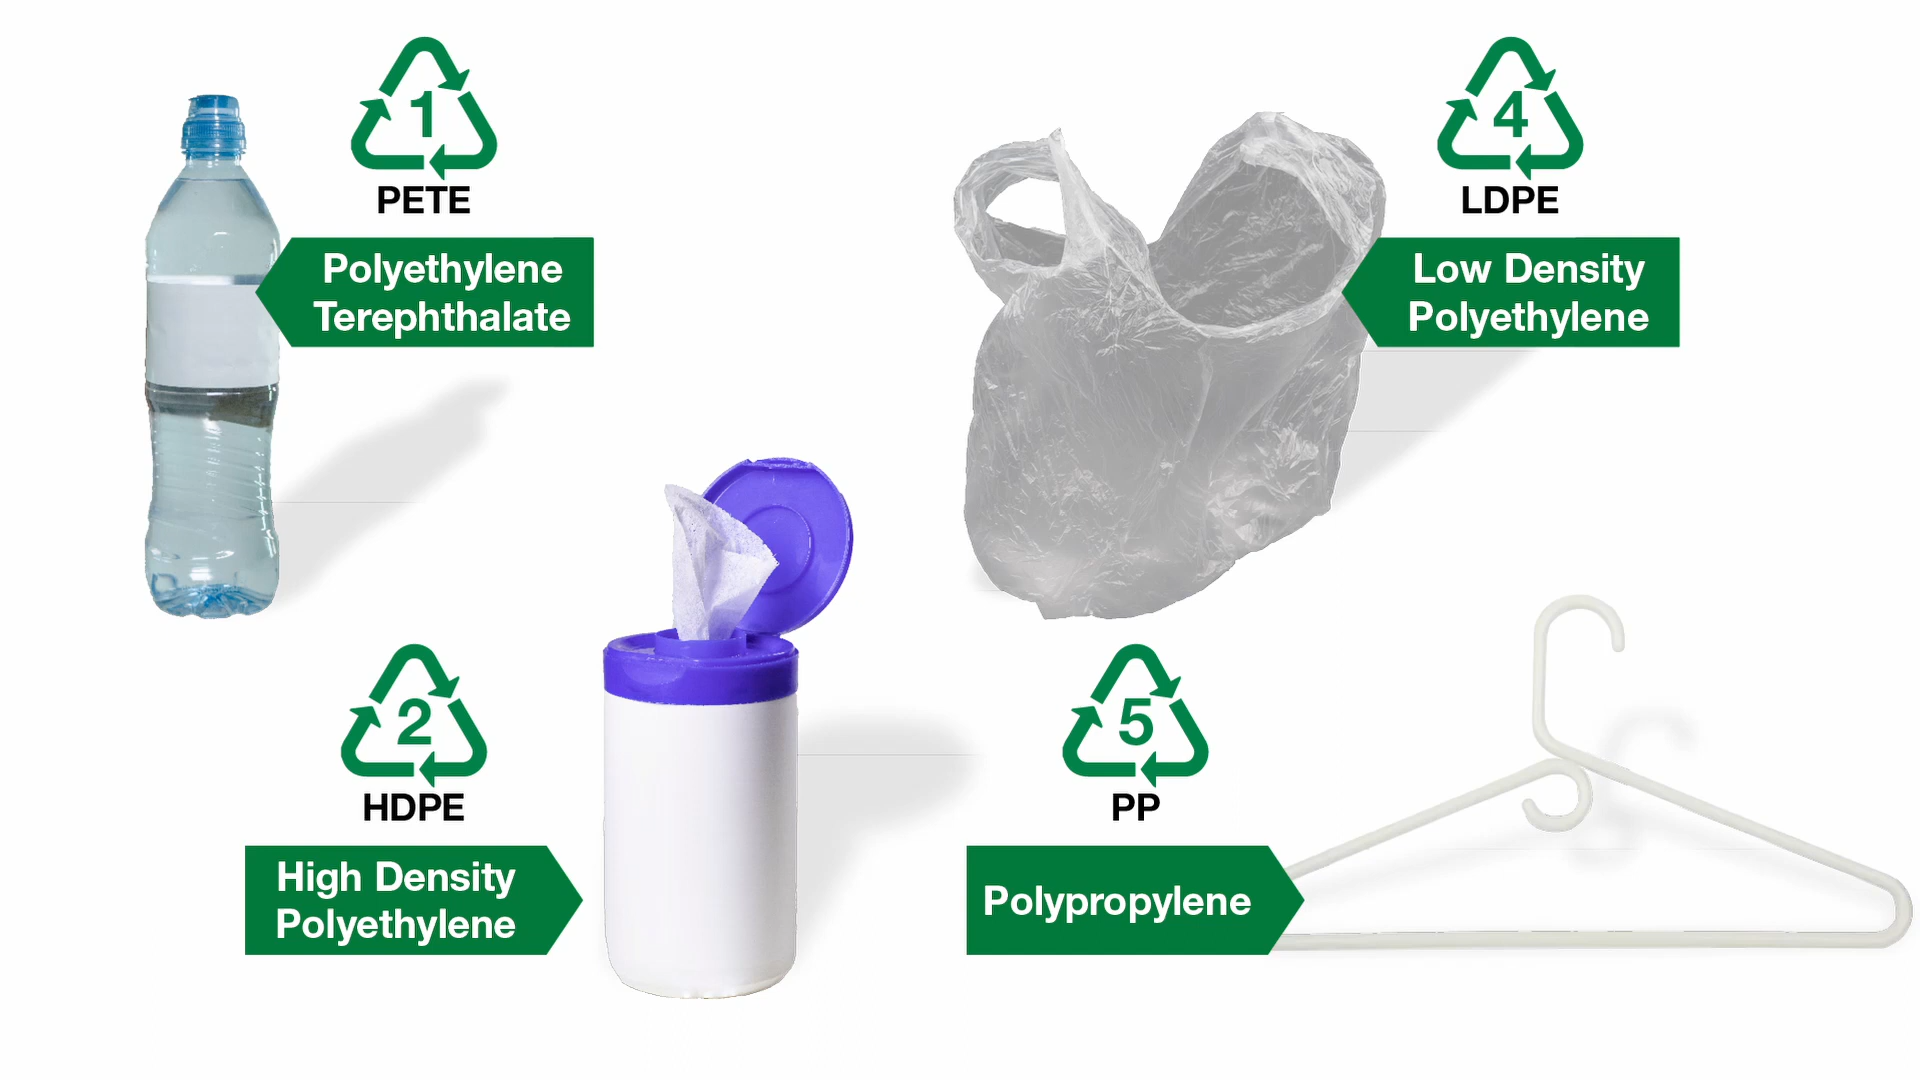 1
PETE
Polyethylene
Terephthalate
4
LDPE
Low Density
Polyethylene
2
HDPE
High Density
Polyethylene
5
PP
Polypropylene